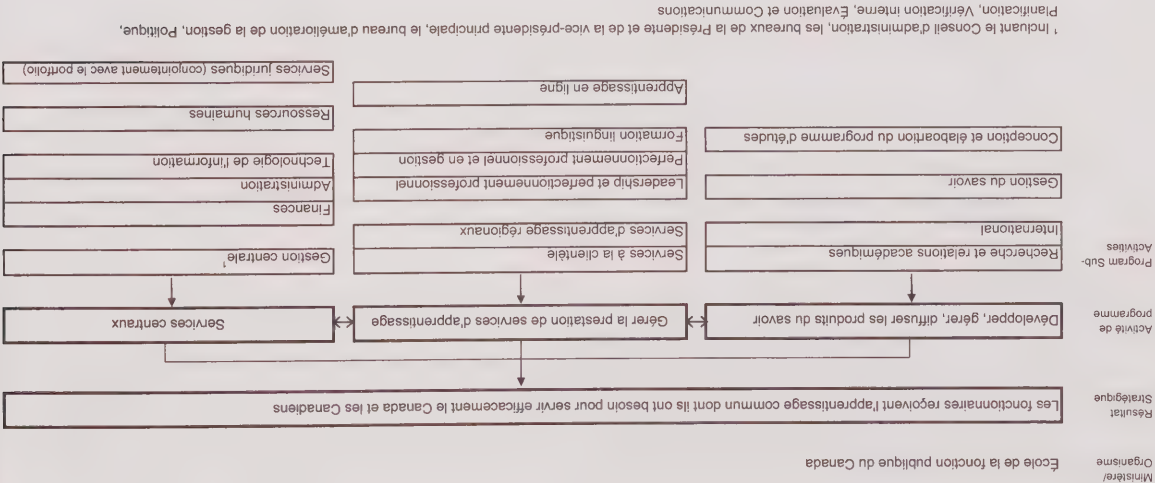 Ministère/
Organisme
École de la fonction publique du Canada
Résultat
Stratégique
Les fonctionnaires reçoivent l'apprentissage commun dont ils ont besoin pour servir efficacement le Canada et les Canadiens
Activité de
programme
Développer, gérer, diffuser les produits du savoir
Gérer la prestation de services d'apprentissage
Services centraux
Program Sub-
Activities
Recherche et relations académiques
International
Gestion du savoir
Conception et élaboartion du programme d'études
Services à la clientèle
Services d'apprentissage régionaux
Leadership et perfectionnement professionnel
Perfectionnement professionnel et en gestion
Formation linguistique
Apprentissage en ligne
Gestion centrale¹
Finances
Administration
Technologie de l'information
Ressources humaines
Services juridiques (conjointement avec le portfolio)
¹ Incluant le Conseil d'administration, les bureaux de la Présidente et de la vice-présidente principale, le bureau d'amélioration de la gestion, Politique,
Planification, Vérification interne, Évaluation et Communications